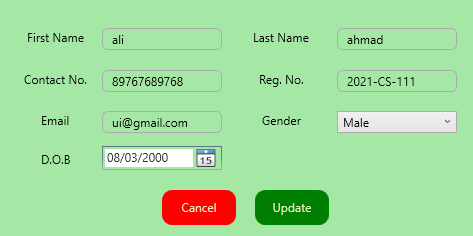 First Name ali Last Name ahmad
Contact No. 89767689768 Reg. No. 2021-CS-111
Email ui@gmail.com Gender Male
D.O.B 08/03/2000 15
Cancel Update